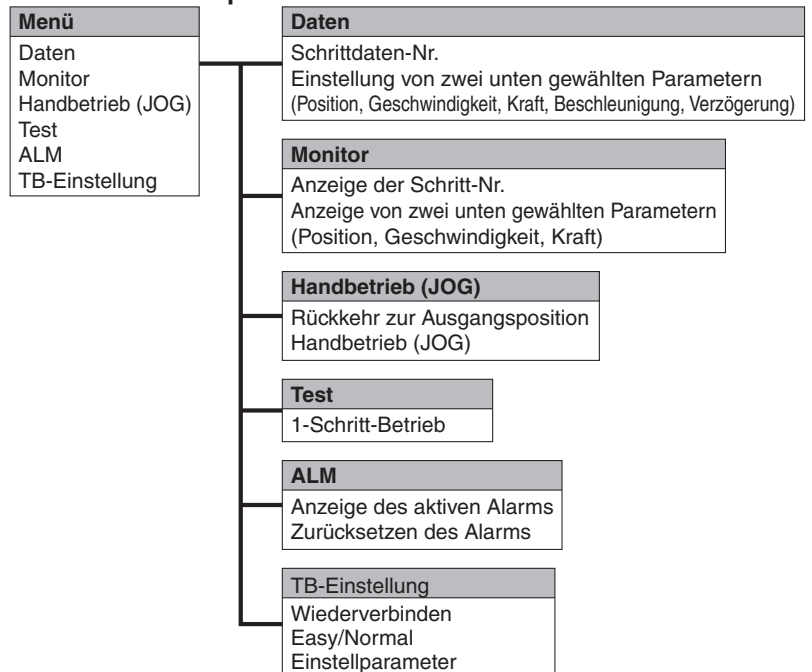 Menü
Daten
Monitor
Handbetrieb (JOG)
Test
ALM
TB-Einstellung
Daten
Schrittdaten-Nr.
Einstellung von zwei unten gewählten Parametern
(Position, Geschwindigkeit, Kraft, Beschleunigung, Verzögerung)
Monitor
Anzeige der Schritt-Nr.
Anzeige von zwei unten gewählten Parametern
(Position, Geschwindigkeit, Kraft)
Handbetrieb (JOG)
Rückkehr zur Ausgangsposition
Handbetrieb (JOG)
Test
1-Schritt-Betrieb
ALM
Anzeige des aktiven Alarms
Zurücksetzen des Alarms
TB-Einstellung
Wiederverbinden
Easy/Normal
Einstellparameter